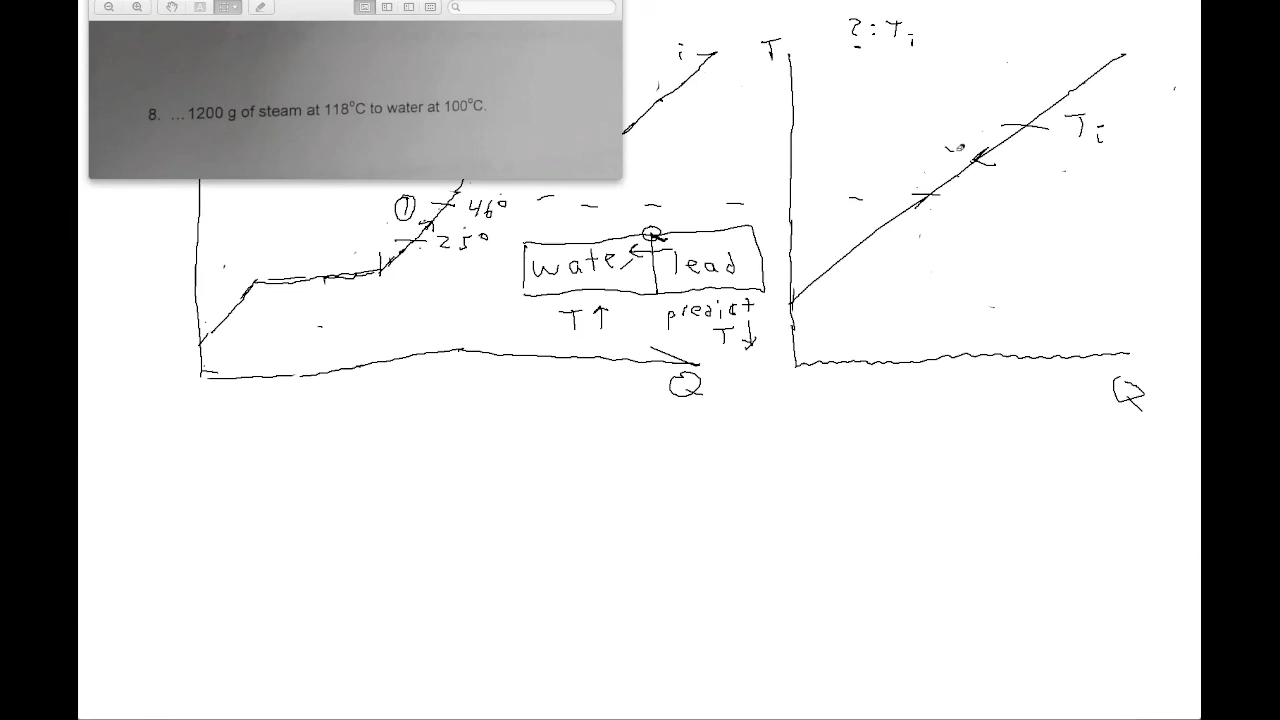 8. ...1200 g of steam at 118°C to water at 100°C.
? : Ti
i
T
Ti
① 46°
25°
water
lead
T ↑
predict
T ↓
Q
Q